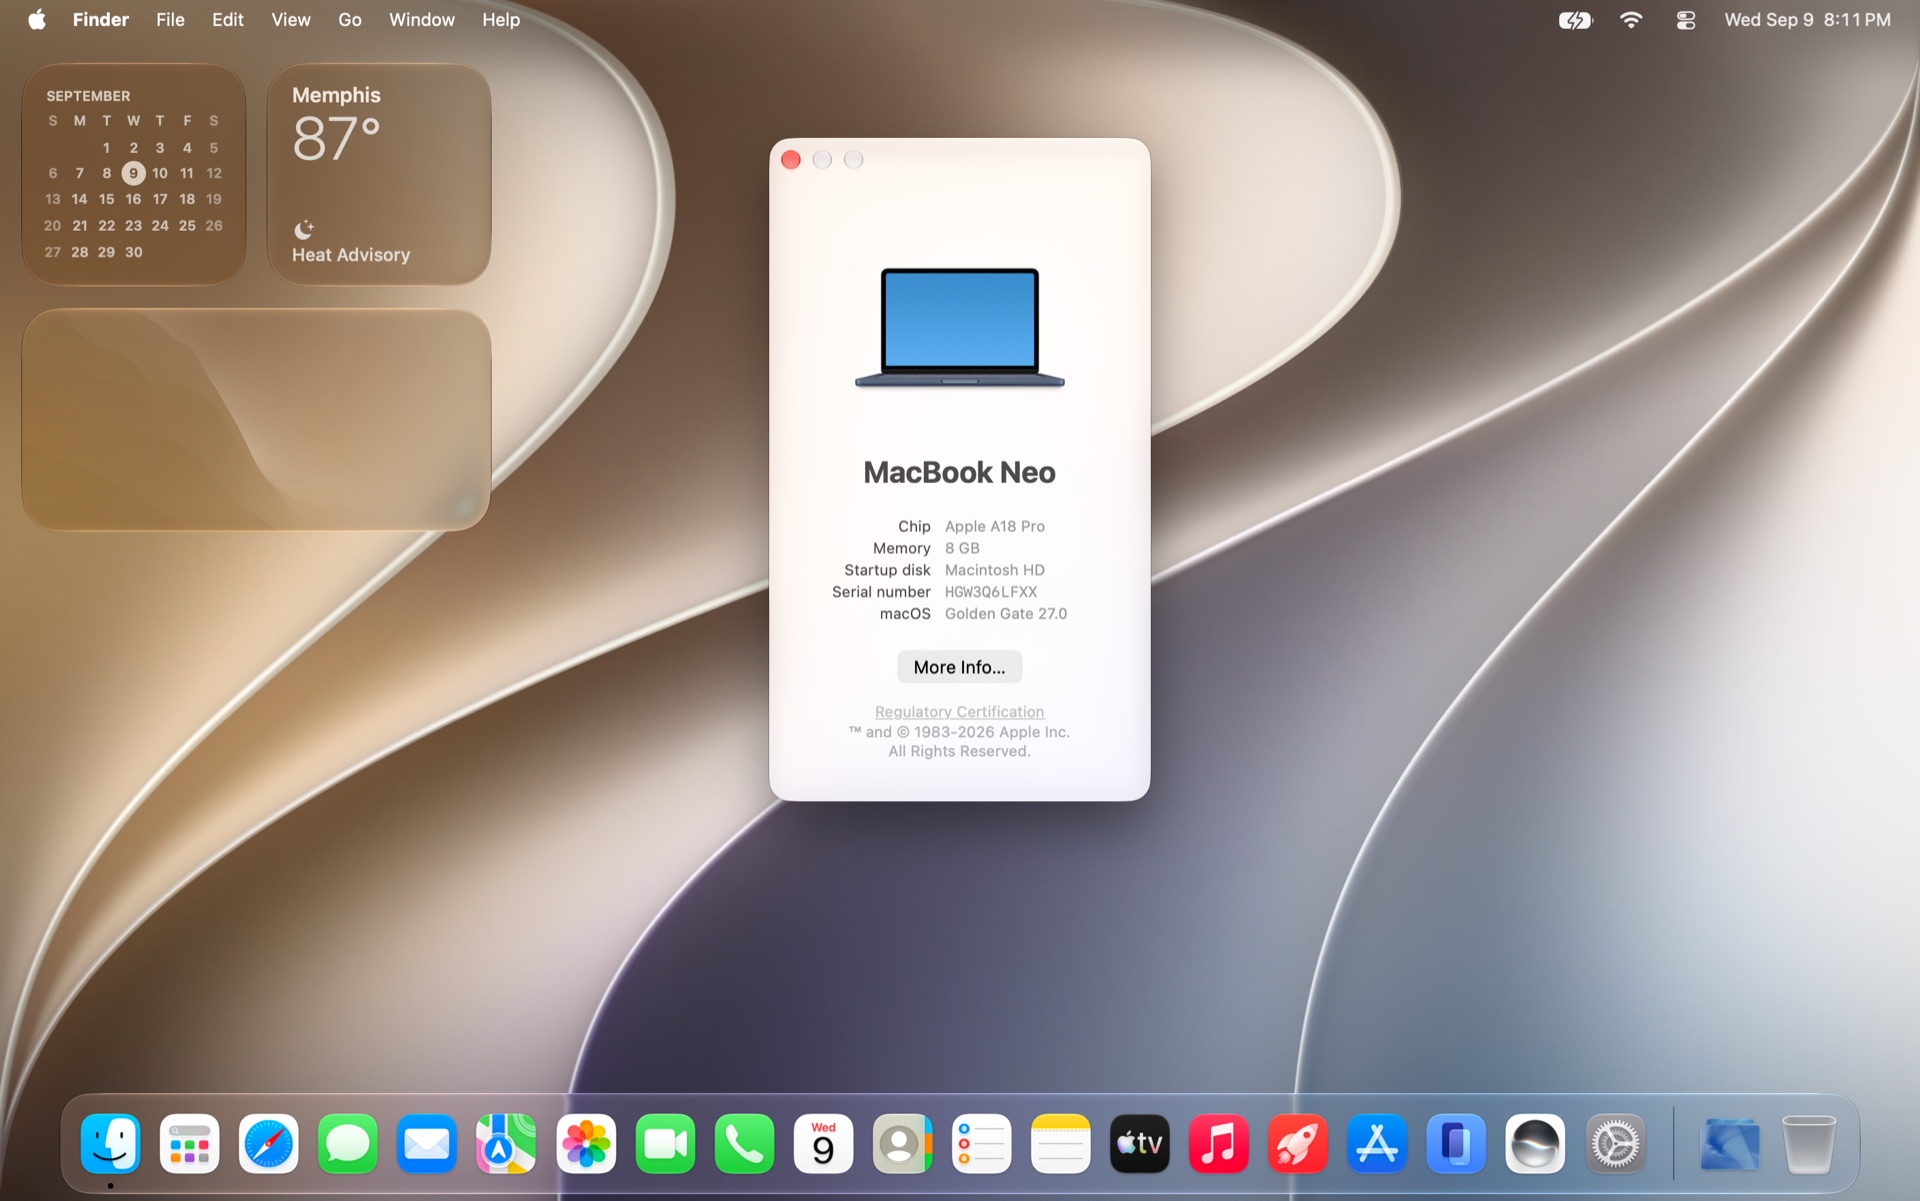 Finder File Edit View Go Window Help
Wed Sep 9 8:11 PM
SEPTEMBER
S M T W T F S
1 2 3 4 5
6 7 8 9 10 11 12
13 14 15 16 17 18 19
20 21 22 23 24 25 26
27 28 29 30
Memphis
87°
Heat Advisory
MacBook Neo
Chip Apple A18 Pro
Memory 8 GB
Startup disk Macintosh HD
Serial number HGW3Q6LFXX
macOS Golden Gate 27.0
More Info...
Regulatory Certification
™ and © 1983-2026 Apple Inc.
All Rights Reserved.
Wed
9
tv